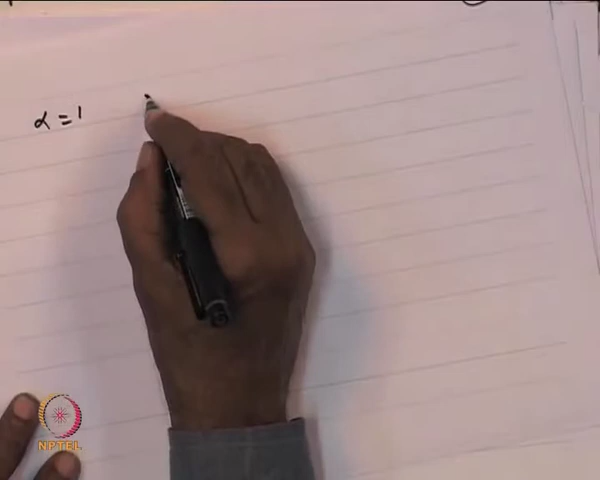 α = 1
NPTEL